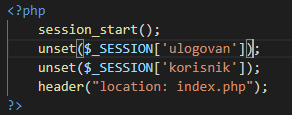 <?php
session_start();
unset($_SESSION['ulogovan']);
unset($_SESSION['korisnik']);
header("location: index.php");
?>